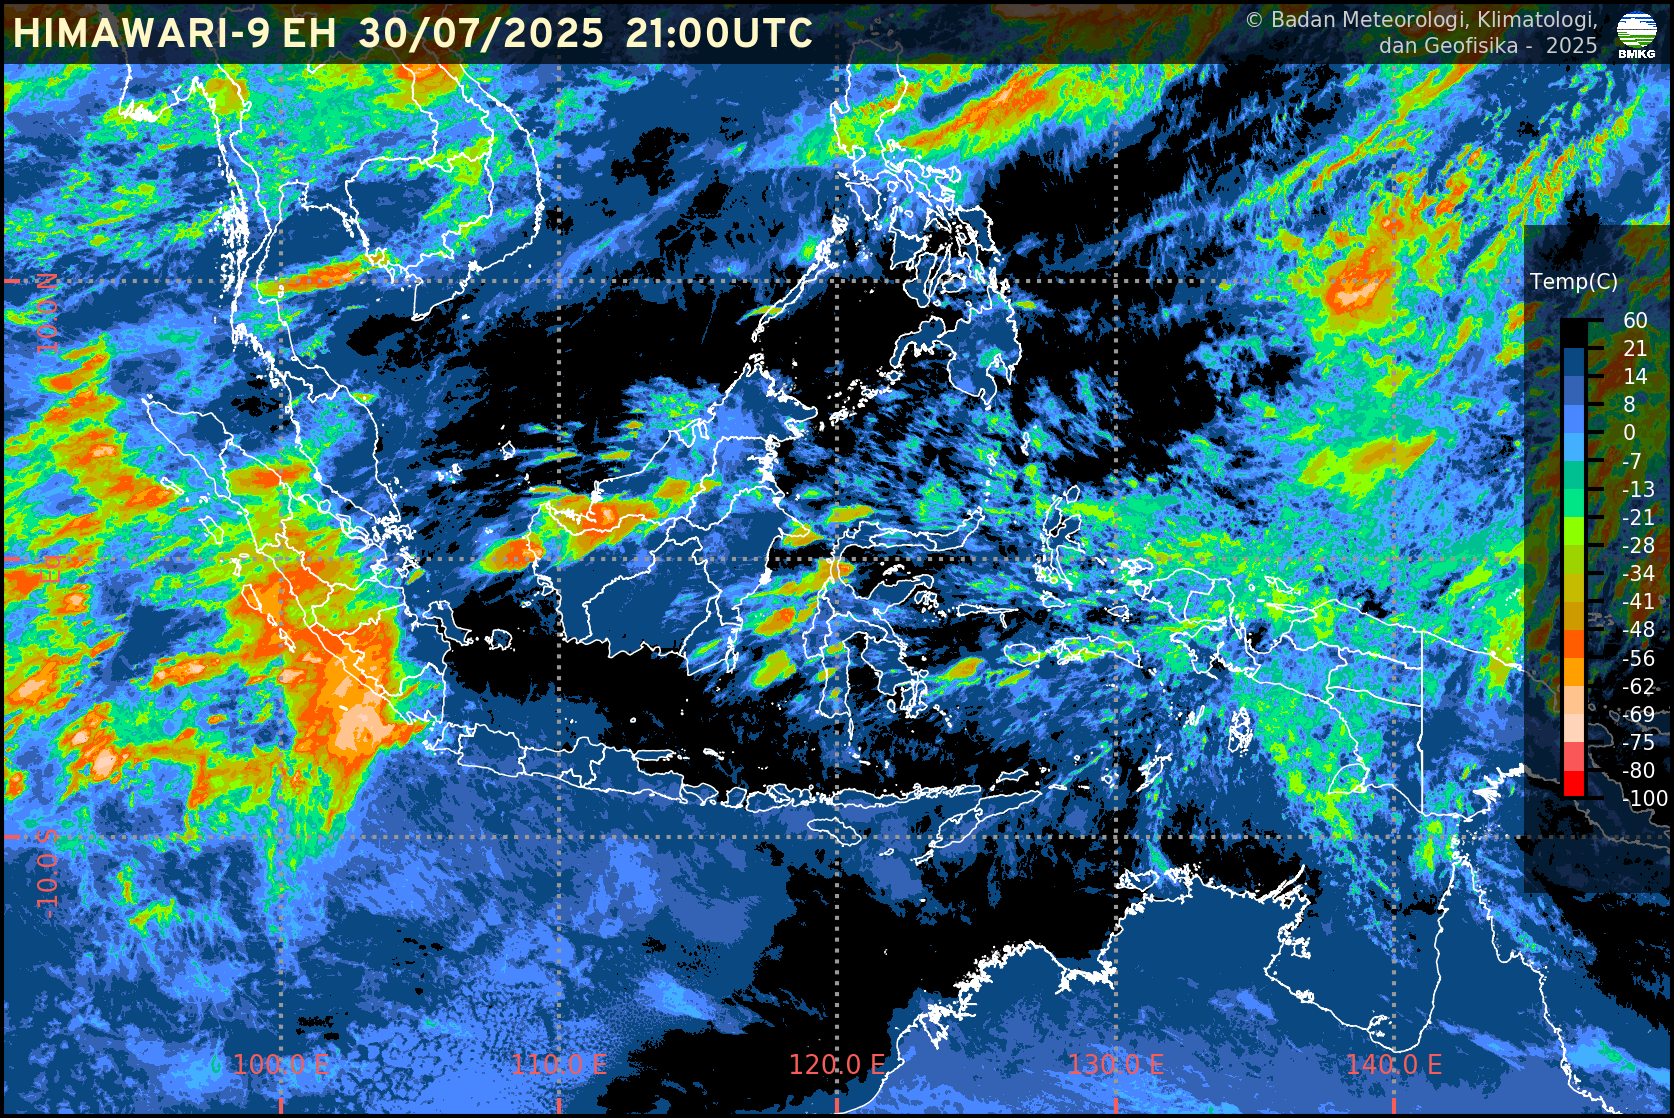 HIMAWARI-9 EH  30/07/2025  21:00UTC
© Badan Meteorologi, Klimatologi,
dan Geofisika -  2025
BMKG
Temp(C)
60
21
14
8
0
-7
-13
-21
-28
-34
-41
-48
-56
-62
-69
-75
-80
-100
10.0 N
EQ
-10.0 S
100.0 E
110.0 E
120.0 E
130.0 E
140.0 E